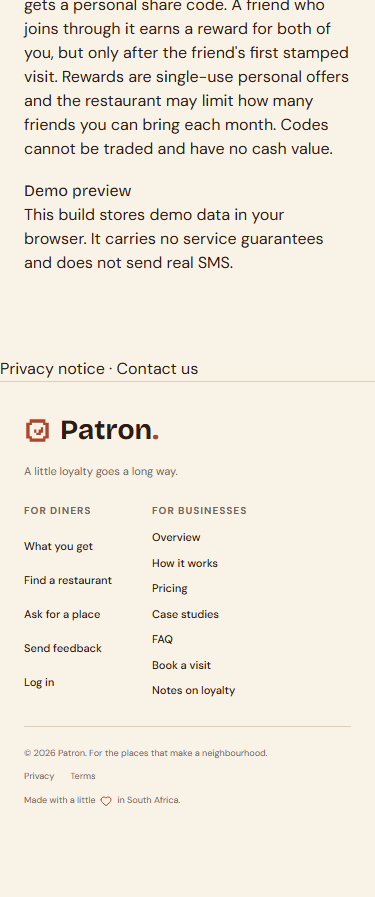 gets a personal share code. A friend who
joins through it earns a reward for both of
you, but only after the friend's first stamped
visit. Rewards are single-use personal offers
and the restaurant may limit how many
friends you can bring each month. Codes
cannot be traded and have no cash value.
Demo preview
This build stores demo data in your
browser. It carries no service guarantees
and does not send real SMS.
Privacy notice · Contact us
Patron.
A little loyalty goes a long way.
FOR DINERS
What you get
Find a restaurant
Ask for a place
Send feedback
Log in
FOR BUSINESSES
Overview
How it works
Pricing
Case studies
FAQ
Book a visit
Notes on loyalty
© 2026 Patron. For the places that make a neighbourhood.
Privacy Terms
Made with a little in South Africa.